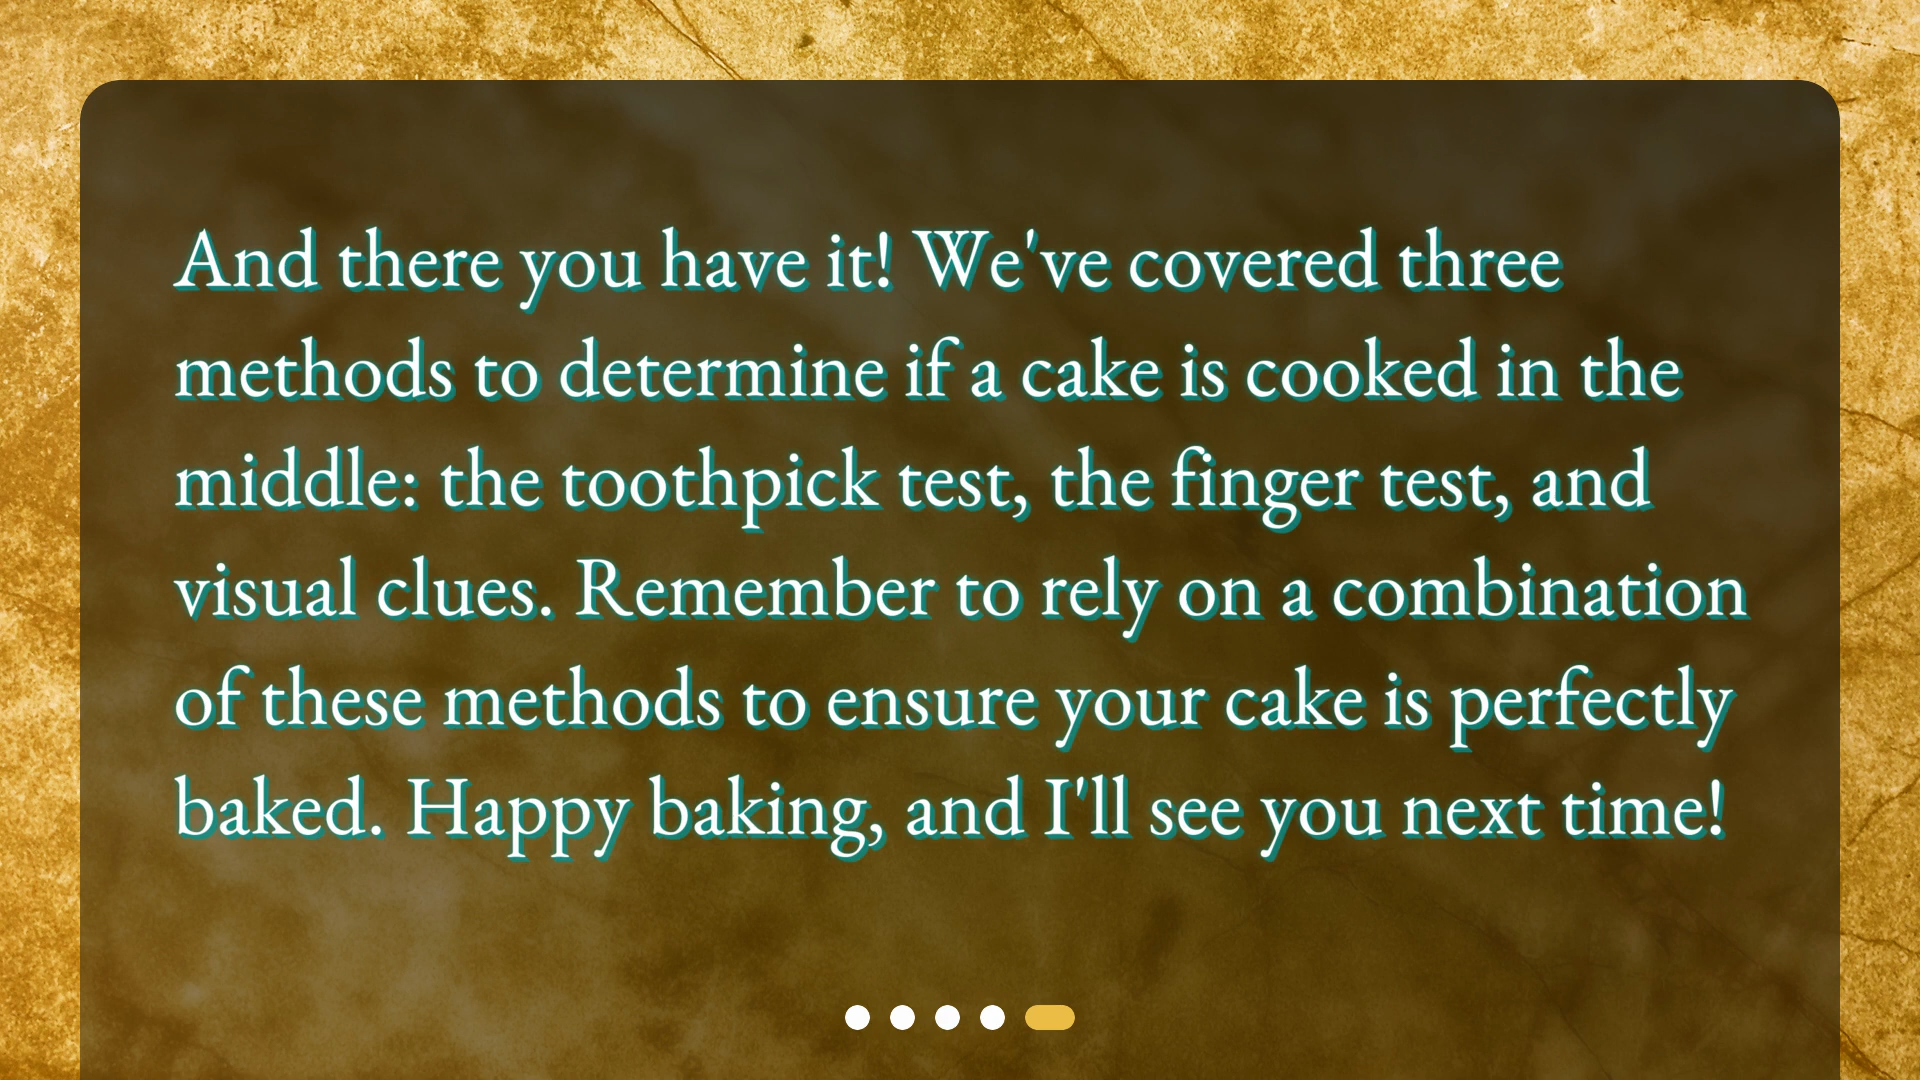 And there you have it! We've covered three
methods to determine if a cake is cooked in the
middle: the toothpick test, the finger test, and
visual clues. Remember to rely on a combination
of these methods to ensure your cake is perfectly
baked. Happy baking, and I'll see you next time!